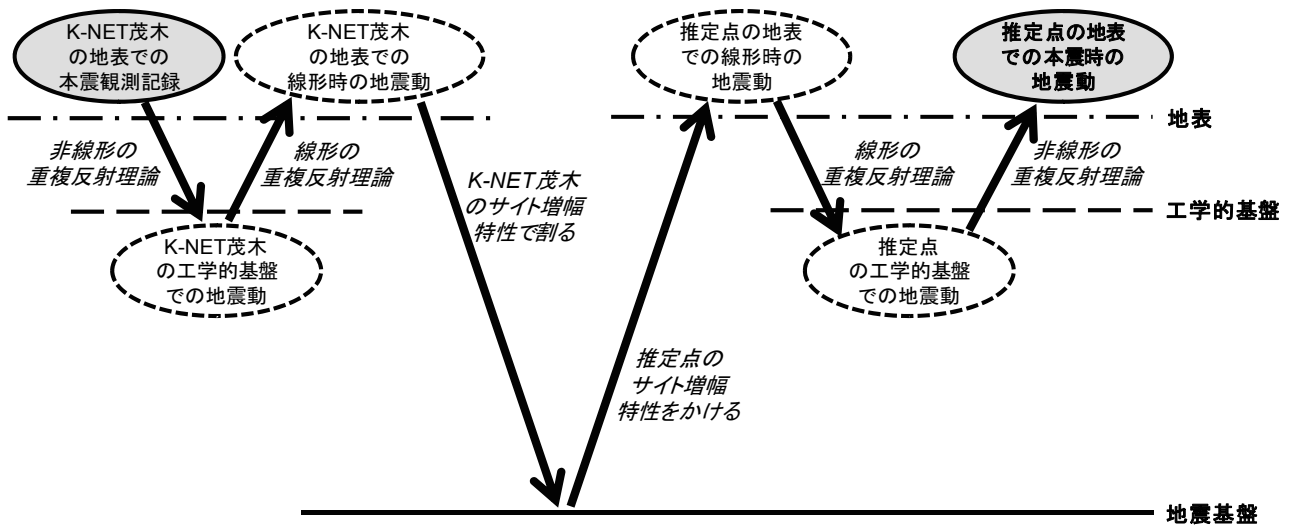 K-NET茂木
の地表での
本震観測記録
K-NET茂木
の地表での
線形時の地震動
推定点の地表
での線形時の
地震動
推定点の地表
での本震時の
地震動
地表
非線形の
重複反射理論
線形の
重複反射理論
K-NET茂木
のサイト増幅
特性で割る
線形の
重複反射理論
非線形の
重複反射理論
工学的基盤
K-NET茂木
の工学的基盤
での地震動
推定点
の工学的基盤
での地震動
推定点の
サイト増幅
特性をかける
地震基盤